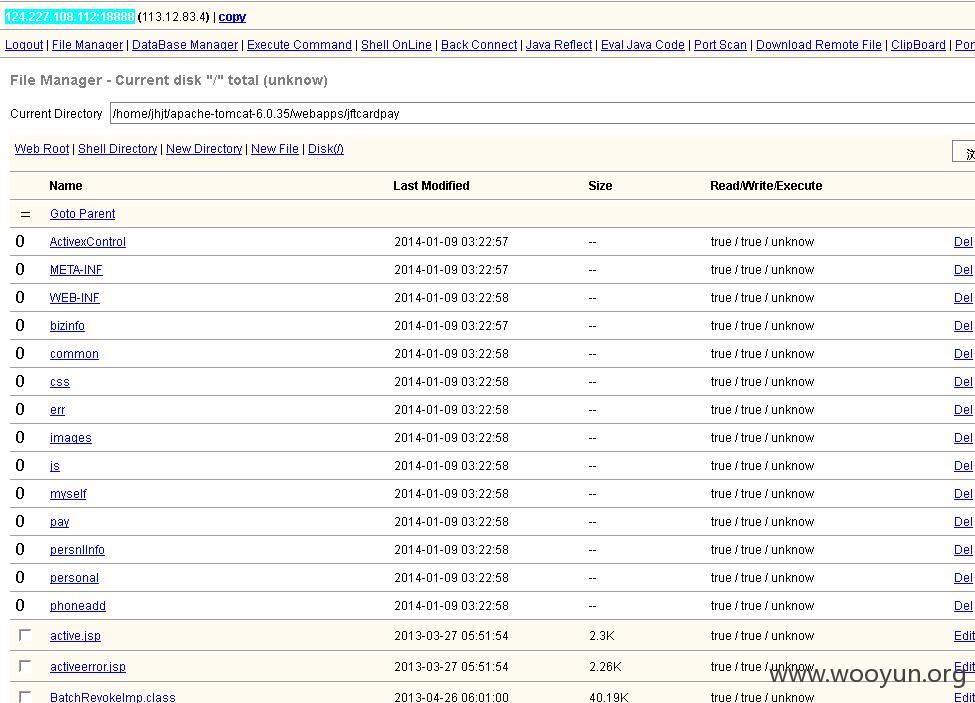 124.227.108.112:18888 (113.12.83.4) | copy
Logout | File Manager | DataBase Manager | Execute Command | Shell OnLine | Back Connect | Java Reflect | Eval Java Code | Port Scan | Download Remote File | ClipBoard | Por
File Manager - Current disk "/" total (unknow)
Current Directory /home/jhjt/apache-tomcat-6.0.35/webapps/jftcardpay
Web Root | Shell Directory | New Directory | New File | Disk(/)
Name Last Modified Size Read/Write/Execute
= Goto Parent
0 ActivexControl 2014-01-09 03:22:57 -- true / true / unknow Del
0 META-INF 2014-01-09 03:22:57 -- true / true / unknow Del
0 WEB-INF 2014-01-09 03:22:58 -- true / true / unknow Del
0 bizinfo 2014-01-09 03:22:57 -- true / true / unknow Del
0 common 2014-01-09 03:22:58 -- true / true / unknow Del
0 css 2014-01-09 03:22:58 -- true / true / unknow Del
0 err 2014-01-09 03:22:58 -- true / true / unknow Del
0 images 2014-01-09 03:22:58 -- true / true / unknow Del
0 js 2014-01-09 03:22:58 -- true / true / unknow Del
0 myself 2014-01-09 03:22:58 -- true / true / unknow Del
0 pay 2014-01-09 03:22:58 -- true / true / unknow Del
0 persnlInfo 2014-01-09 03:22:58 -- true / true / unknow Del
0 personal 2014-01-09 03:22:58 -- true / true / unknow Del
0 phoneadd 2014-01-09 03:22:58 -- true / true / unknow Del
active.jsp 2013-03-27 05:51:54 2.3K true / true / unknow Edit
activeerror.jsp 2013-03-27 05:51:54 2.26K true / true / unknow Edit
www.wooyun.org
BatchRevokeImp.class 2013-04-26 06:01:00 40.19K true / true / unknow Edit